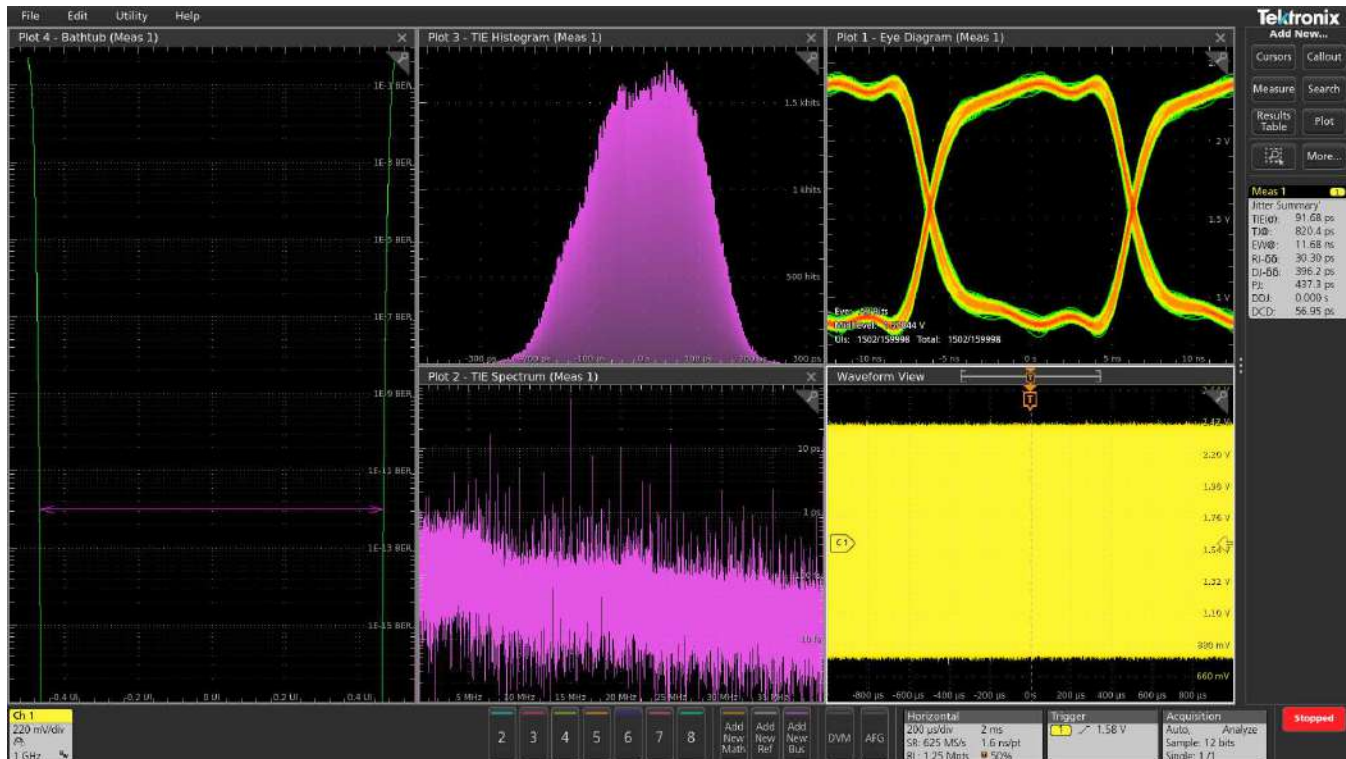 File Edit Utility Help
Tektronix
Add New...
Cursors Callout
Measure Search
Results Table Plot
More...
Meas 1 1
Jitter Summary'
TIE(σ): 91.68 ps
TJ@: 820.4 ps
EW@: 11.68 ns
RJ-δδ: 30.30 ps
DJ-δδ: 396.2 ps
PJ: 437.3 ps
DDJ: 0.000 s
DCD: 56.95 ps
Plot 4 - Bathtub (Meas 1)
1E-3 BER
1E-5 BER
1E-7 BER
1E-9 BER
1E-11 BER
1E-13 BER
1E-15 BER
-0.4 UI -0.2 UI 0 UI 0.2 UI 0.4 UI
Plot 3 - TIE Histogram (Meas 1)
1.5 khits
1 khits
500 hits
-300 ps -200 ps -100 ps 0 s 100 ps 200 ps 300 ps
Plot 1 - Eye Diagram (Meas 1)
2 V
1.5 V
1 V
Eye:
Mid level:
UIs: 1502/159998 Total: 1502/159998
-10 ns -5 ns 0 s 5 ns 10 ns
Plot 2 - TIE Spectrum (Meas 1)
10 ps
1 ps
5 MHz 10 MHz 15 MHz 20 MHz 25 MHz 30 MHz 35 MHz
Waveform View
T
2.20 V
1.98 V
1.76 V
1.54 V
1.32 V
1.10 V
880 mV
660 mV
C1
-800 µs -600 µs -400 µs -200 µs 0 s 200 µs 400 µs 600 µs 800 µs
Ch 1
220 mV/div
1 GHz
2 3 4 5 6 7 8
Add New Math
Add New Ref
Add New Bus
DVM AFG
Horizontal
200 µs/div 2 ms
SR: 625 MS/s 1.6 ns/pt
RL: 1.25 Mpts 50%
Trigger
1 1.58 V
Acquisition
Auto, Analyze
Sample: 12 bits
Single: 1/1
Stopped